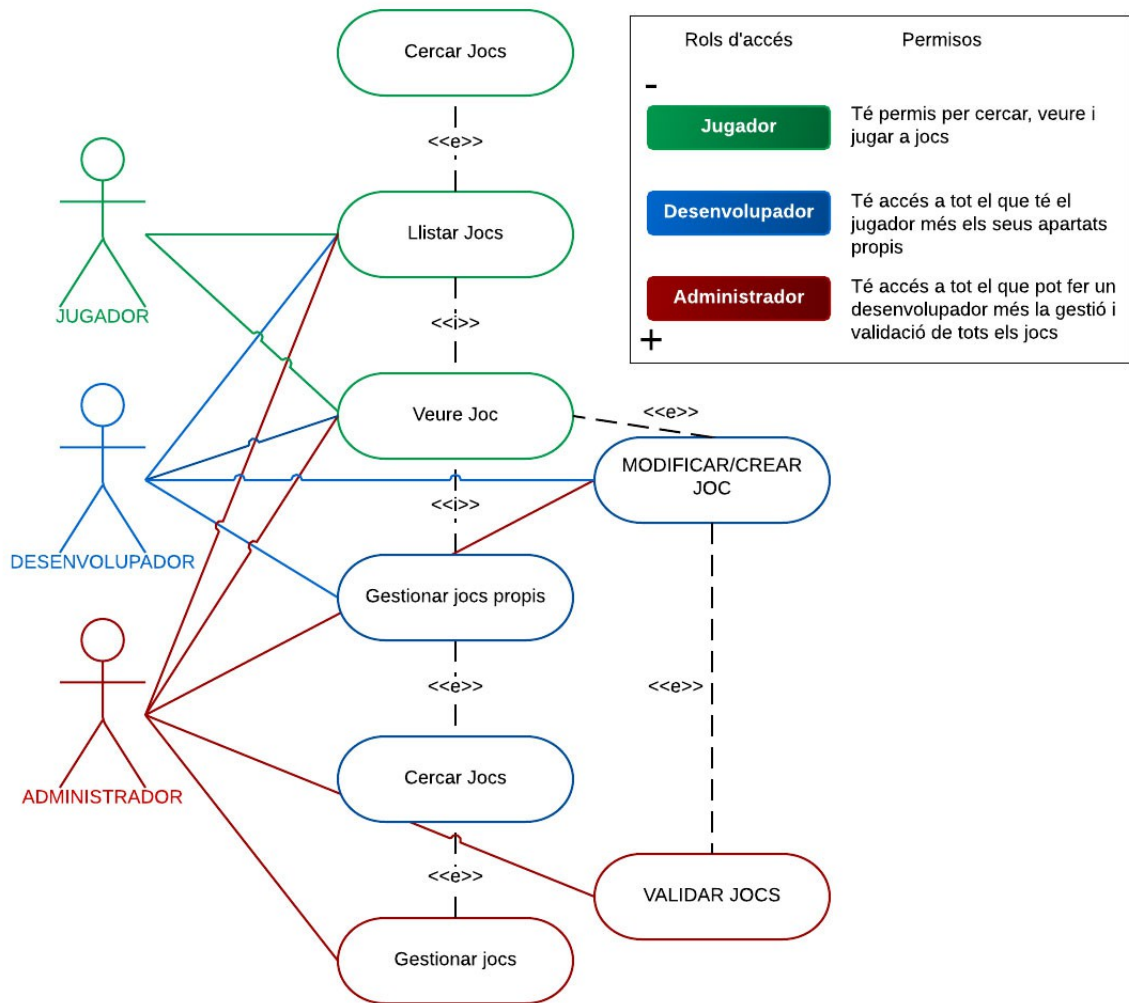 Cercar Jocs
<<e>>
JUGADOR
Llistar Jocs
<<i>>
DESENVOLUPADOR
Veure Joc
<<e>>
MODIFICAR/CREAR
JOC
<<i>>
Gestionar jocs propis
<<e>>
<<e>>
ADMINISTRADOR
Cercar Jocs
<<e>>
VALIDAR JOCS
Gestionar jocs
Rols d'accés
Permisos
-
Jugador
Té permis per cercar, veure i
jugar a jocs
Desenvolupador
Té accés a tot el que té el
jugador més els seus apartats
propis
Administrador
Té accés a tot el que pot fer un
desenvolupador més la gestió i
validació de tots els jocs
+